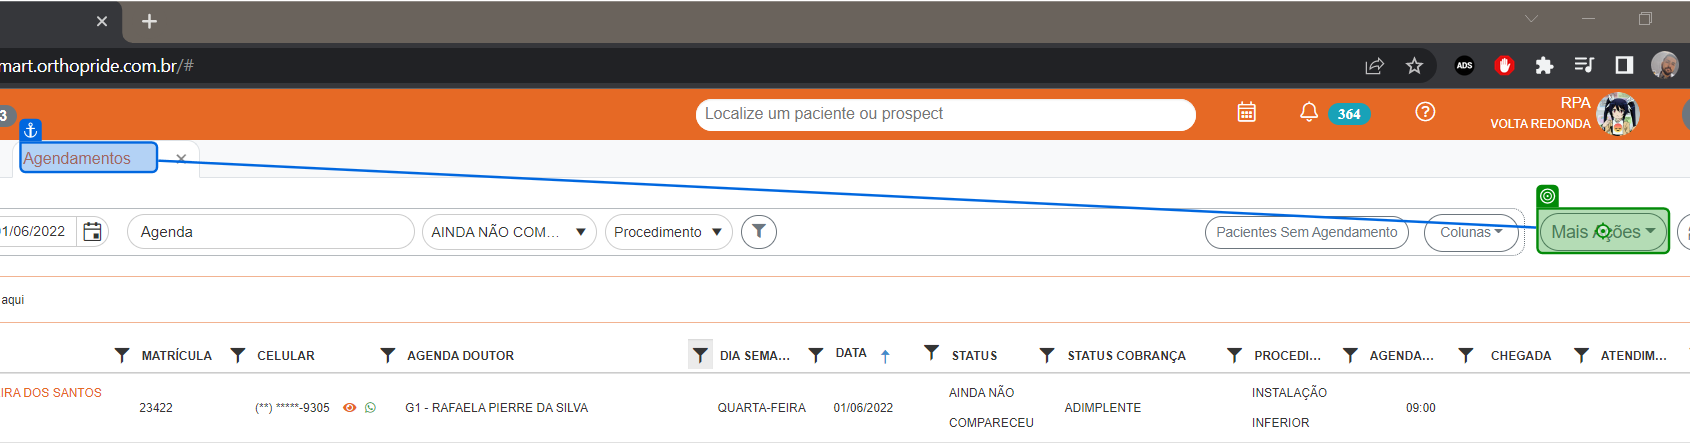 mart.orthopride.com.br/#
ADS
3
Localize um paciente ou prospect
364
RPA
VOLTA REDONDA
Agendamentos
01/06/2022
Agenda
AINDA NÃO COM...
Procedimento
Pacientes Sem Agendamento
Colunas
Mais Ações
aqui
MATRÍCULA CELULAR AGENDA DOUTOR DIA SEMA... DATA STATUS STATUS COBRANÇA PROCEDI... AGENDA... CHEGADA ATENDIM...
IRA DOS SANTOS
23422 (**) *****-9305 G1 - RAFAELA PIERRE DA SILVA QUARTA-FEIRA 01/06/2022
AINDA NÃO
COMPARECEU
ADIMPLENTE
INSTALAÇÃO
INFERIOR
09:00